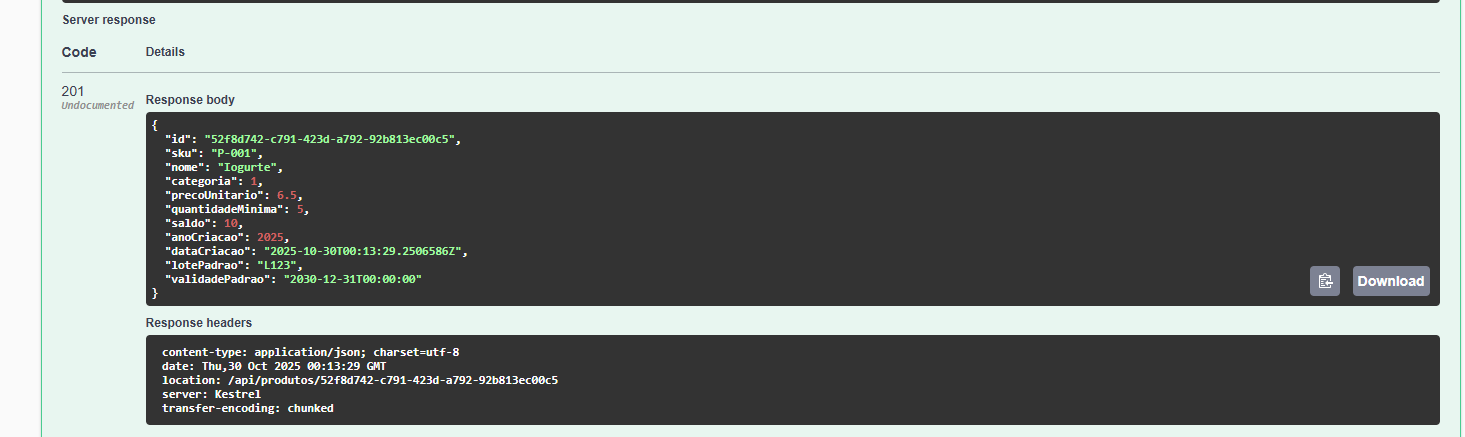 Server response
Code Details
201
Undocumented
Response body
{
  "id": "52f8d742-c791-423d-a792-92b813ec00c5",
  "sku": "P-001",
  "nome": "Iogurte",
  "categoria": 1,
  "precoUnitario": 6.5,
  "quantidadeMinima": 5,
  "saldo": 10,
  "anoCriacao": 2025,
  "dataCriacao": "2025-10-30T00:13:29.2506586Z",
  "lotePadrao": "L123",
  "validadePadrao": "2030-12-31T00:00:00"
}
Download
Response headers
content-type: application/json; charset=utf-8
date: Thu,30 Oct 2025 00:13:29 GMT
location: /api/produtos/52f8d742-c791-423d-a792-92b813ec00c5
server: Kestrel
transfer-encoding: chunked